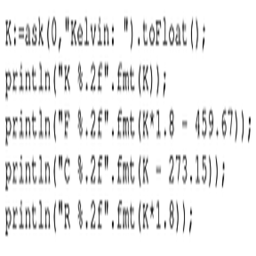 K:=ask(0,"Kelvin: ").toFloat();
println("K %.2f".fmt(K));
println("F %.2f".fmt(K*1.8 - 459.67));
println("C %.2f".fmt(K - 273.15));
println("R %.2f".fmt(K*1.8));